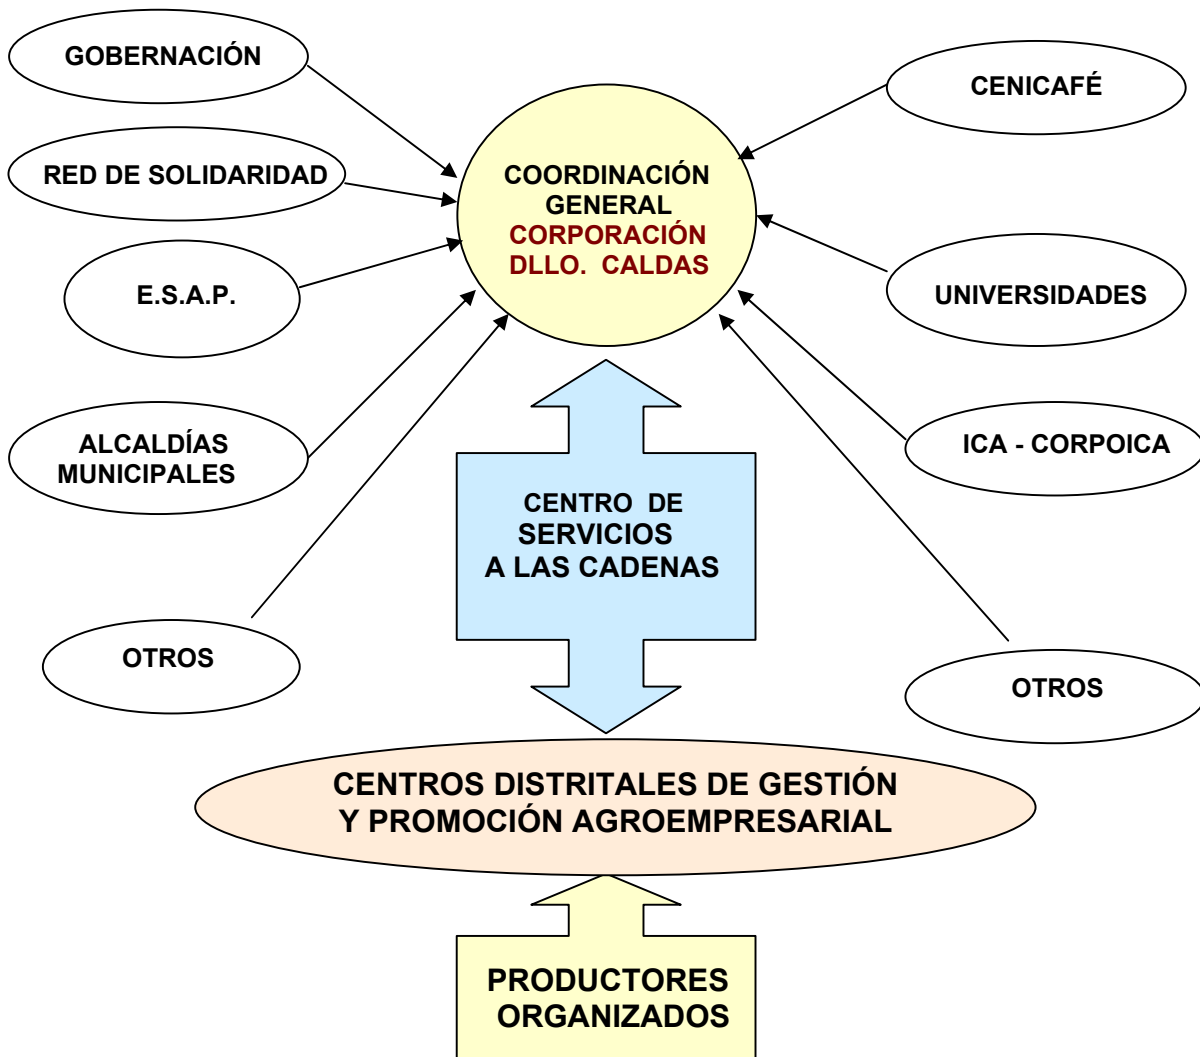 GOBERNACIÓN
CENICAFÉ
RED DE SOLIDARIDAD
COORDINACIÓN
GENERAL
CORPORACIÓN
DLLO. CALDAS
E.S.A.P.
UNIVERSIDADES
ALCALDÍAS
MUNICIPALES
ICA - CORPOICA
CENTRO DE
SERVICIOS
A LAS CADENAS
OTROS
OTROS
CENTROS DISTRITALES DE GESTIÓN
Y PROMOCIÓN AGROEMPRESARIAL
PRODUCTORES
ORGANIZADOS